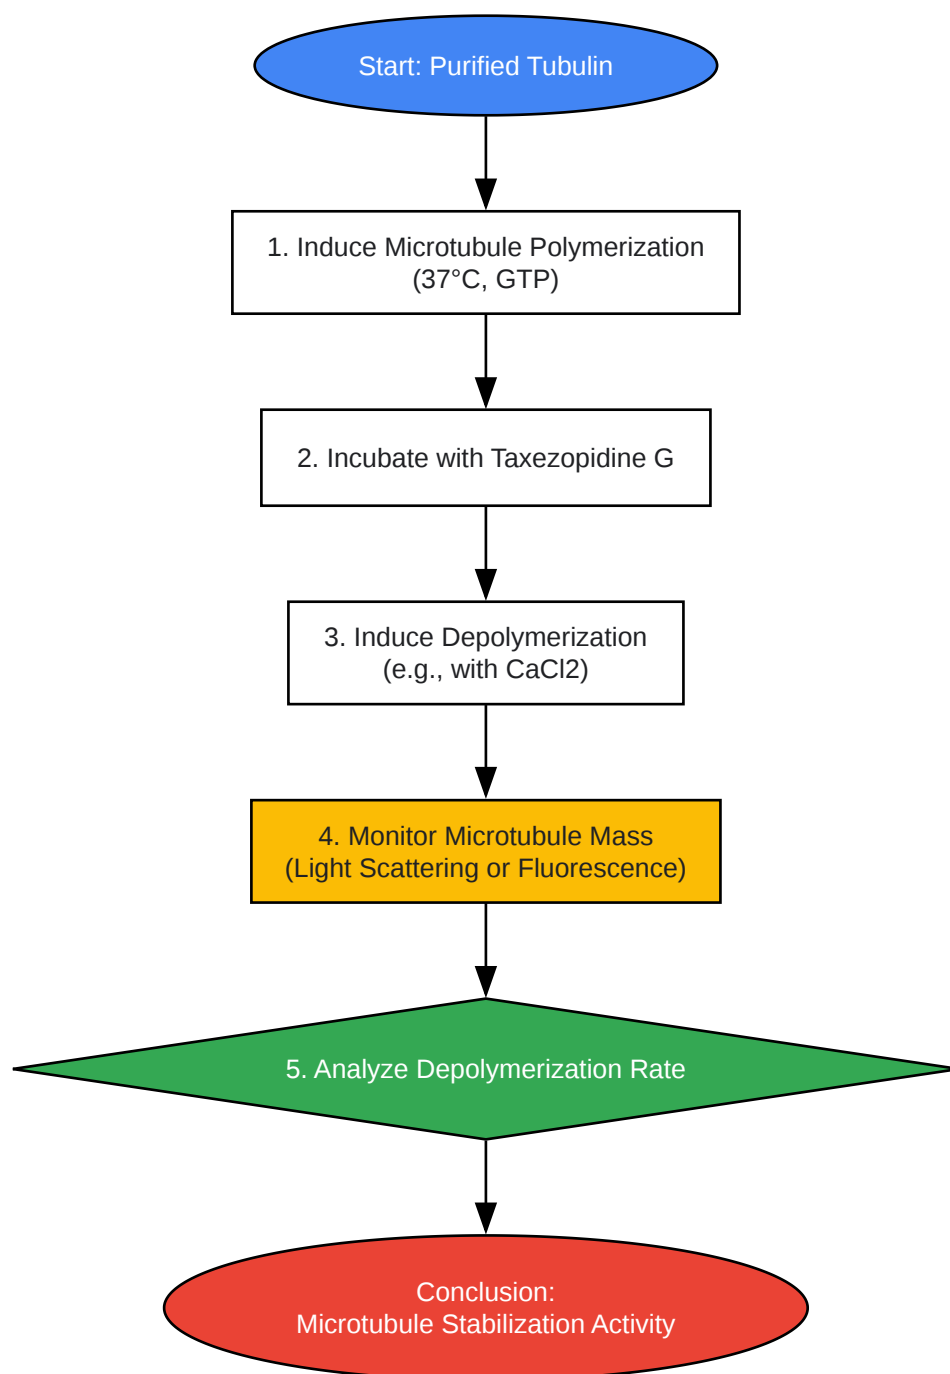 Start: Purified Tubulin
1. Induce Microtubule Polymerization
(37°C, GTP)
2. Incubate with Taxezopidine G
3. Induce Depolymerization
(e.g., with CaCl2)
4. Monitor Microtubule Mass
(Light Scattering or Fluorescence)
5. Analyze Depolymerization Rate
Conclusion:
Microtubule Stabilization Activity